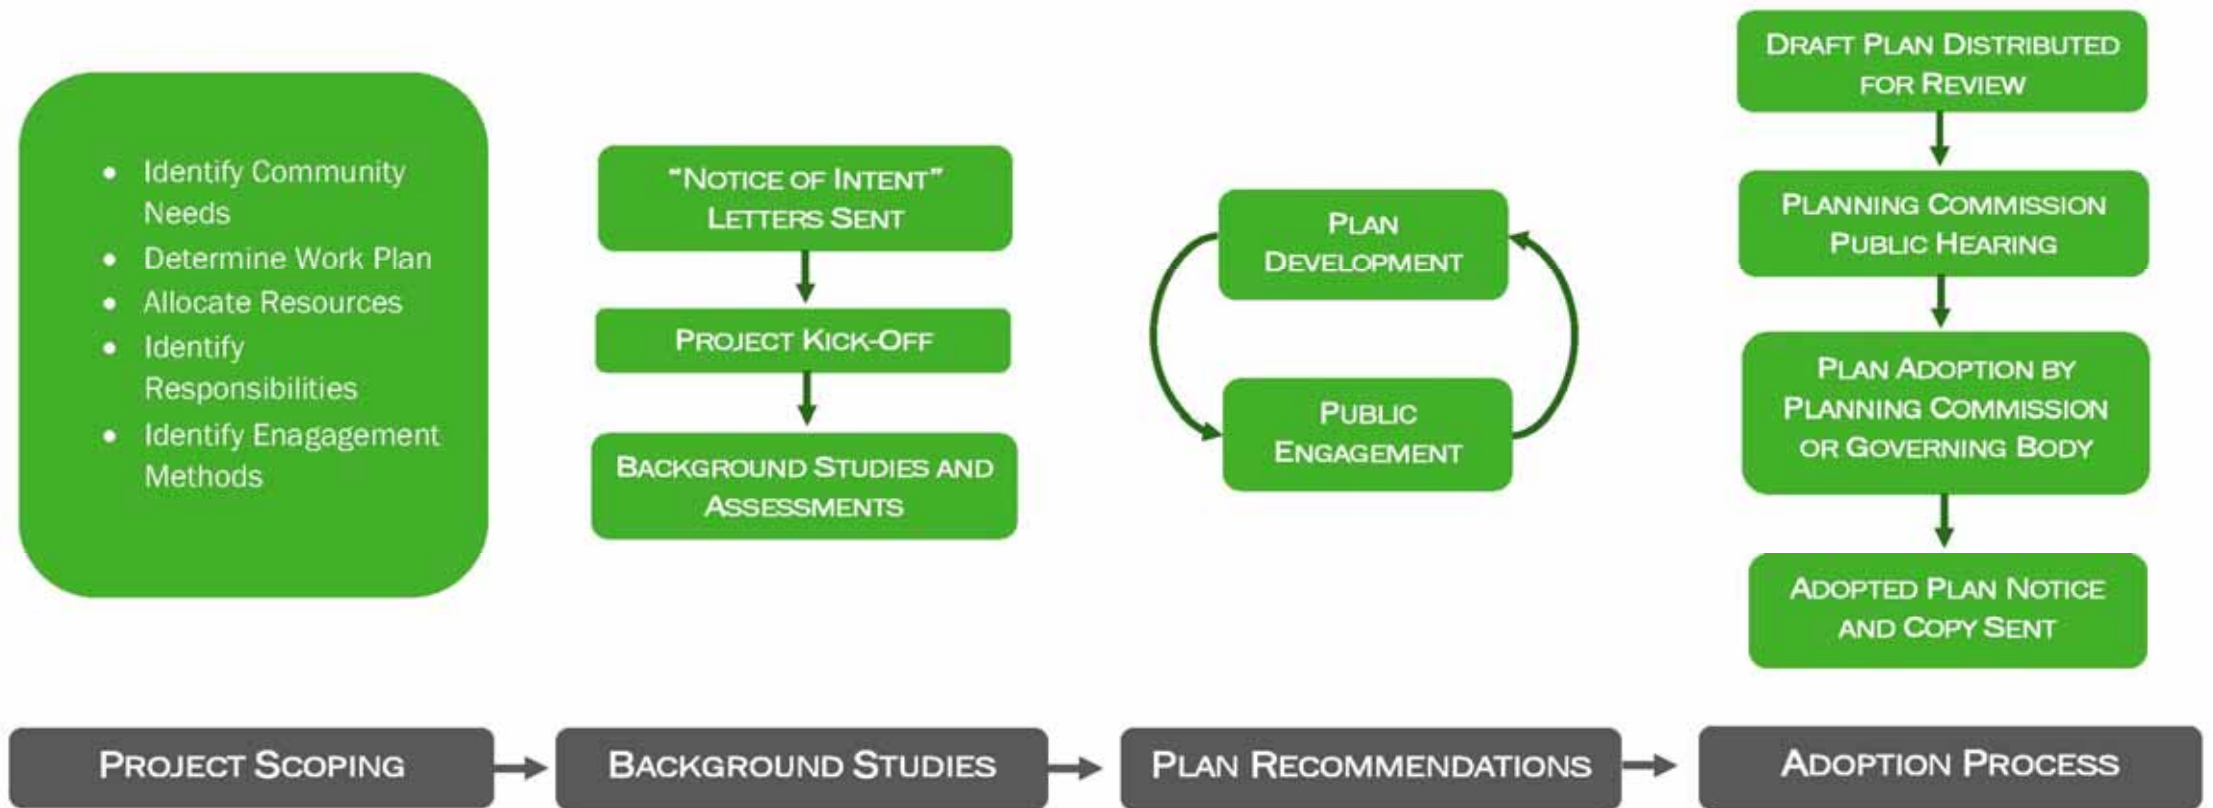 • Identify Community
Needs
• Determine Work Plan
• Allocate Resources
• Identify
Responsibilities
• Identify Enagagement
Methods
“NOTICE OF INTENT”
LETTERS SENT
PROJECT KICK-OFF
BACKGROUND STUDIES AND
ASSESSMENTS
PLAN
DEVELOPMENT
PUBLIC
ENGAGEMENT
DRAFT PLAN DISTRIBUTED
FOR REVIEW
PLANNING COMMISSION
PUBLIC HEARING
PLAN ADOPTION BY
PLANNING COMMISSION
OR GOVERNING BODY
ADOPTED PLAN NOTICE
AND COPY SENT
PROJECT SCOPING
BACKGROUND STUDIES
PLAN RECOMMENDATIONS
ADOPTION PROCESS